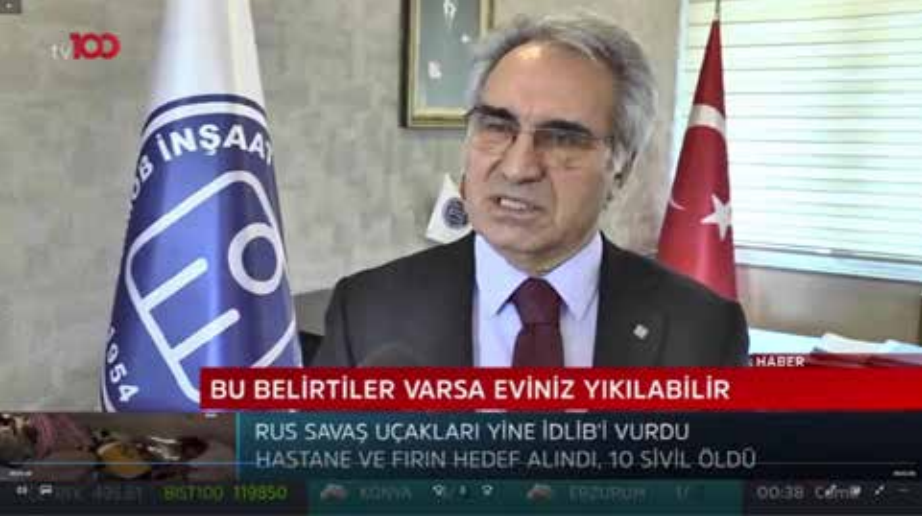 tv100
İNŞAAT
1954
HABER
BU BELİRTİLER VARSA EVİNİZ YIKILABİLİR
RUS SAVAŞ UÇAKLARI YİNE İDLİB'İ VURDU
HASTANE VE FIRIN HEDEF ALINDI, 10 SİVİL ÖLDÜ
BIST100 119850 KONYA ERZURUM 00:38